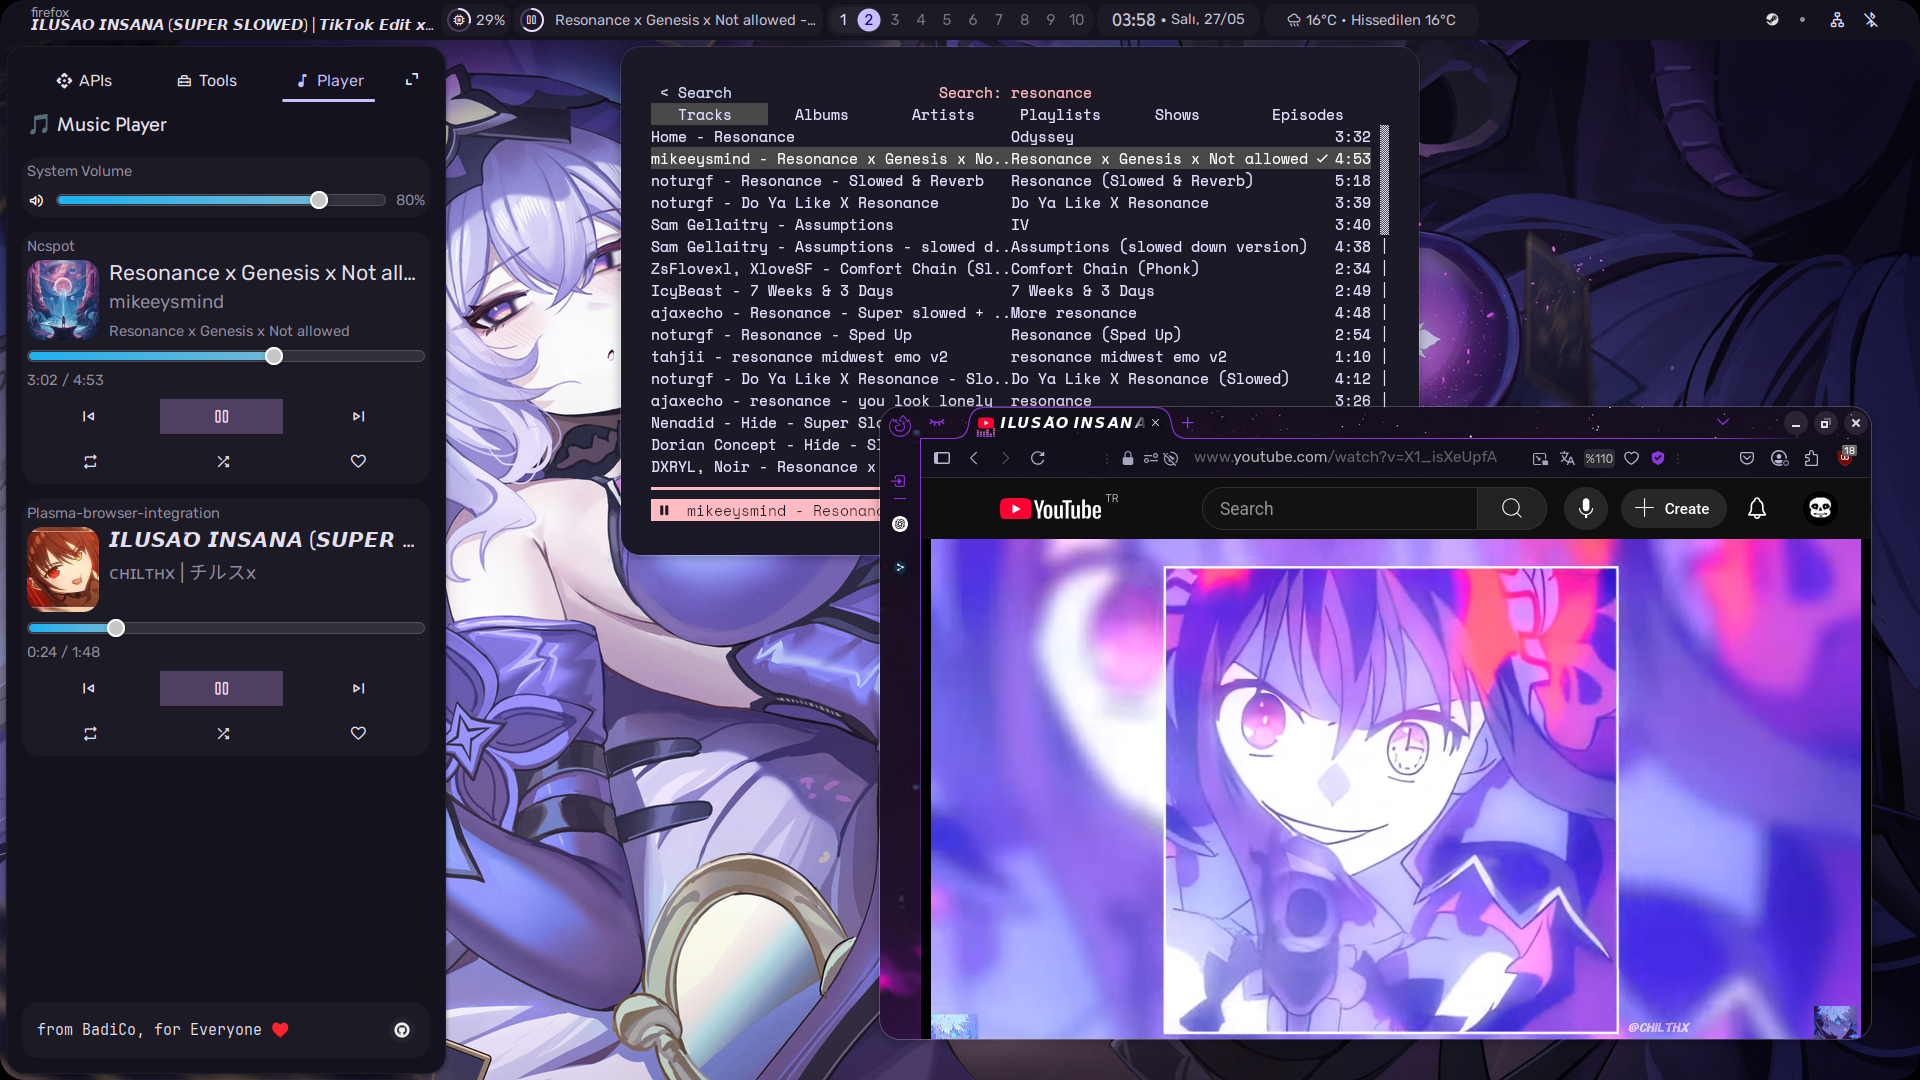 firefox
ILUSAO INSANA (SUPER SLOWED) | TikTok Edit x…
29%
Resonance x Genesis x Not allowed -…
1 2 3 4 5 6 7 8 9 10
03:58 • Salı, 27/05
16°C • Hissedilen 16°C
APIs
Tools
Player
Music Player
System Volume
80%
Ncspot
Resonance x Genesis x Not all…
mikeeysmind
Resonance x Genesis x Not allowed
3:02 / 4:53
Plasma-browser-integration
ILUSAO INSANA (SUPER …
CHILTHX | チルスx
0:24 / 1:48
from BadiCo, for Everyone ❤️
< Search
Search: resonance
Tracks Albums Artists Playlists Shows Episodes
Home - Resonance Odyssey 3:32
mikeeysmind - Resonance x Genesis x No..Resonance x Genesis x Not allowed ✓ 4:53
noturgf - Resonance - Slowed & Reverb Resonance (Slowed & Reverb) 5:18
noturgf - Do Ya Like X Resonance Do Ya Like X Resonance 3:39
Sam Gellaitry - Assumptions IV 3:40
Sam Gellaitry - Assumptions - slowed d..Assumptions (slowed down version) 4:38
ZsFlovexl, XloveSF - Comfort Chain (Sl..Comfort Chain (Phonk) 2:34
IcyBeast - 7 Weeks & 3 Days 7 Weeks & 3 Days 2:49
ajaxecho - Resonance - Super slowed + ..More resonance 4:48
noturgf - Resonance - Sped Up Resonance (Sped Up) 2:54
tahjii - resonance midwest emo v2 resonance midwest emo v2 1:10
noturgf - Do Ya Like X Resonance - Slo..Do Ya Like X Resonance (Slowed) 4:12
ajaxecho - resonance - you look lonely resonance 3:26
Nenadid - Hide - Super Slo
Dorian Concept - Hide - Sl
DXRYL, Noir - Resonance x
mikeeysmind - Resonanc
ILUSAO INSANA
www.youtube.com/watch?v=X1_isXeUpfA
%110
18
YouTube TR
Search
Create
@CHILTHX